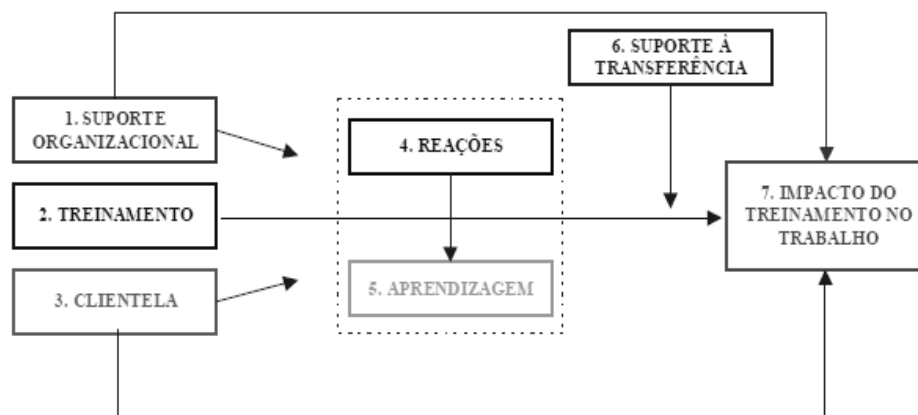 6. SUPORTE À
TRANSFERÊNCIA
1. SUPORTE
ORGANIZACIONAL
4. REAÇÕES
2. TREINAMENTO
7. IMPACTO DO
TREINAMENTO NO
TRABALHO
3. CLIENTELA
5. APRENDIZAGEM